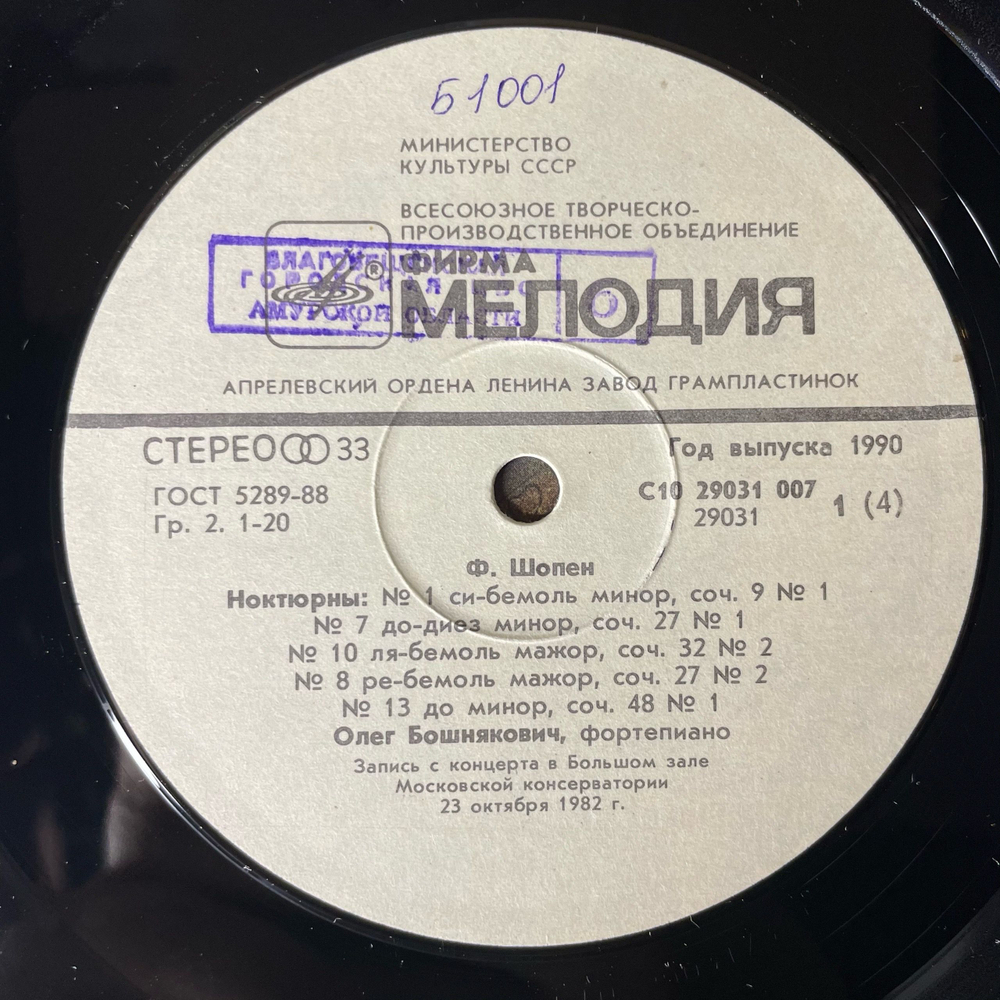 51001
МИНИСТЕРСТВО
КУЛЬТУРЫ СССР
ВСЕСОЮЗНОЕ ТВОРЧЕСКО-
ПРОИЗВОДСТВЕННОЕ ОБЪЕДИНЕНИЕ
®
ФИРМА
МЕЛОДИЯ
АМУРСКОЙ ОБЛАСТИ
АПРЕЛЕВСКИЙ ОРДЕНА ЛЕНИНА ЗАВОД ГРАМПЛАСТИНОК
СТЕРЕО 33
Год выпуска 1990
ГОСТ 5289-88
Гр. 2. 1-20
С10 29031 007
29031
1 (4)
Ф. Шопен
Ноктюрны: № 1 си-бемоль минор, соч. 9 № 1
№ 7 до-диез минор, соч. 27 № 1
№ 10 ля-бемоль мажор, соч. 32 № 2
№ 8 ре-бемоль мажор, соч. 27 № 2
№ 13 до минор, соч. 48 № 1
Олег Бошнякович, фортепиано
Запись с концерта в Большом зале
Московской консерватории
23 октября 1982 г.